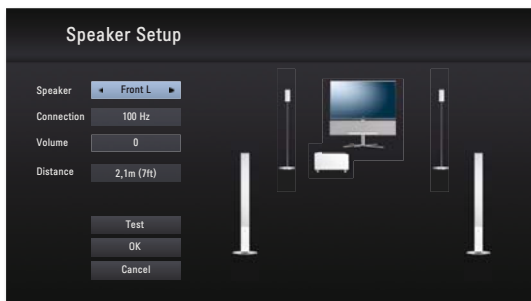 Speaker Setup
Speaker Front L
Connection 100 Hz
Volume 0
Distance 2,1m (7ft)
Test
OK
Cancel